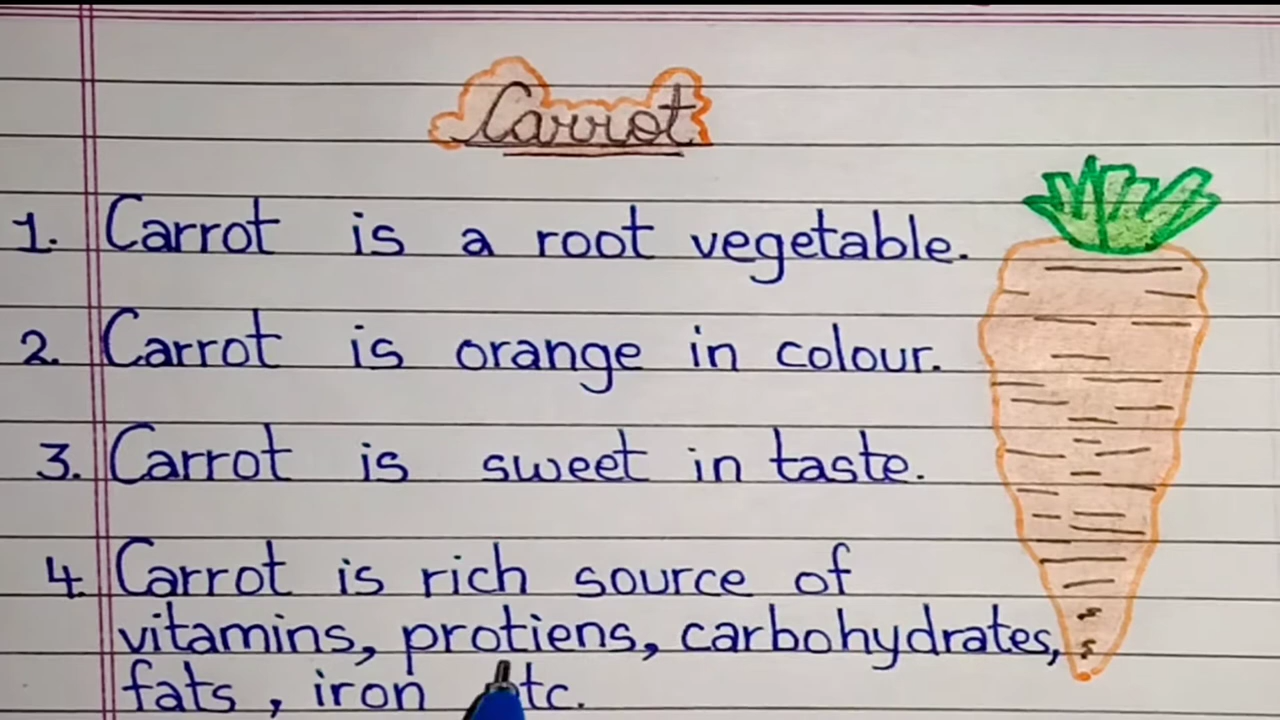 Carrot
1. Carrot is a root vegetable.
2. Carrot is orange in colour.
3. Carrot is sweet in taste.
4. Carrot is rich source of
vitamins, protiens, carbohydrates,
fats, iron etc.